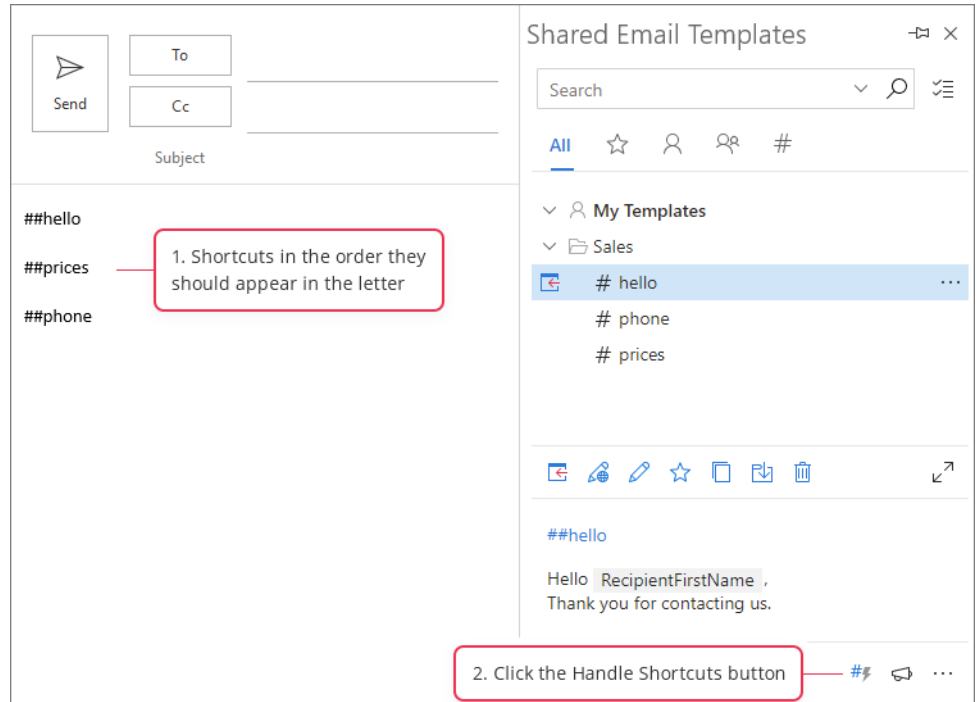 Send
To
Cc
Subject
##hello
##prices
##phone
1. Shortcuts in the order they
should appear in the letter
Shared Email Templates
Search
All
#
My Templates
Sales
# hello
# phone
# prices
##hello
Hello RecipientFirstName ,
Thank you for contacting us.
2. Click the Handle Shortcuts button
#